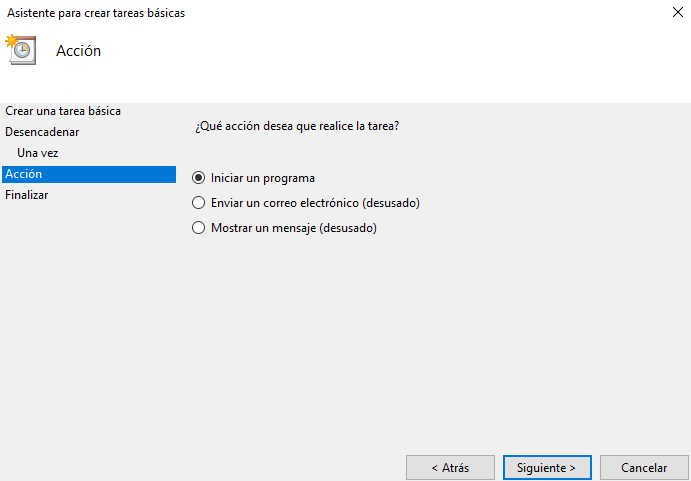 Asistente para crear tareas básicas
Acción
Crear una tarea básica
Desencadenar
Una vez
Acción
Finalizar
¿Qué acción desea que realice la tarea?
Iniciar un programa
Enviar un correo electrónico (desusado)
Mostrar un mensaje (desusado)
< Atrás
Siguiente >
Cancelar